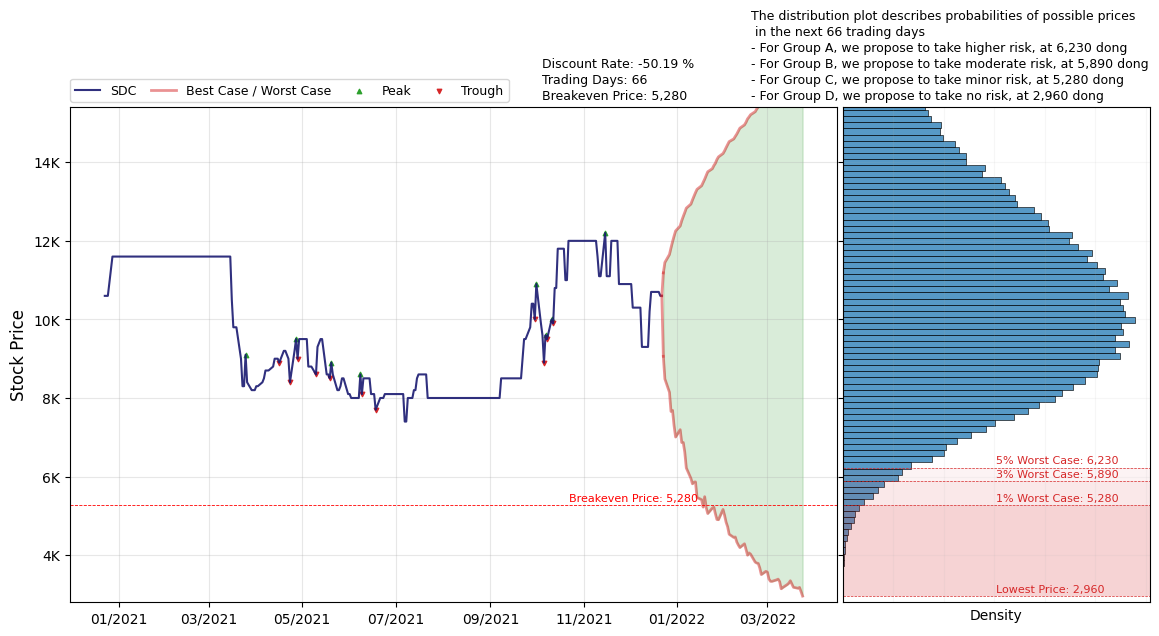 The distribution plot describes probabilities of possible prices
in the next 66 trading days
- For Group A, we propose to take higher risk, at 6,230 dong
- For Group B, we propose to take moderate risk, at 5,890 dong
- For Group C, we propose to take minor risk, at 5,280 dong
- For Group D, we propose to take no risk, at 2,960 dong
Discount Rate: -50.19 %
Trading Days: 66
Breakeven Price: 5,280
SDC Best Case / Worst Case Peak Trough
Stock Price
14K
12K
10K
8K
6K
4K
Breakeven Price: 5,280
5% Worst Case: 6,230
3% Worst Case: 5,890
1% Worst Case: 5,280
Lowest Price: 2,960
01/2021 03/2021 05/2021 07/2021 09/2021 11/2021 01/2022 03/2022
Density